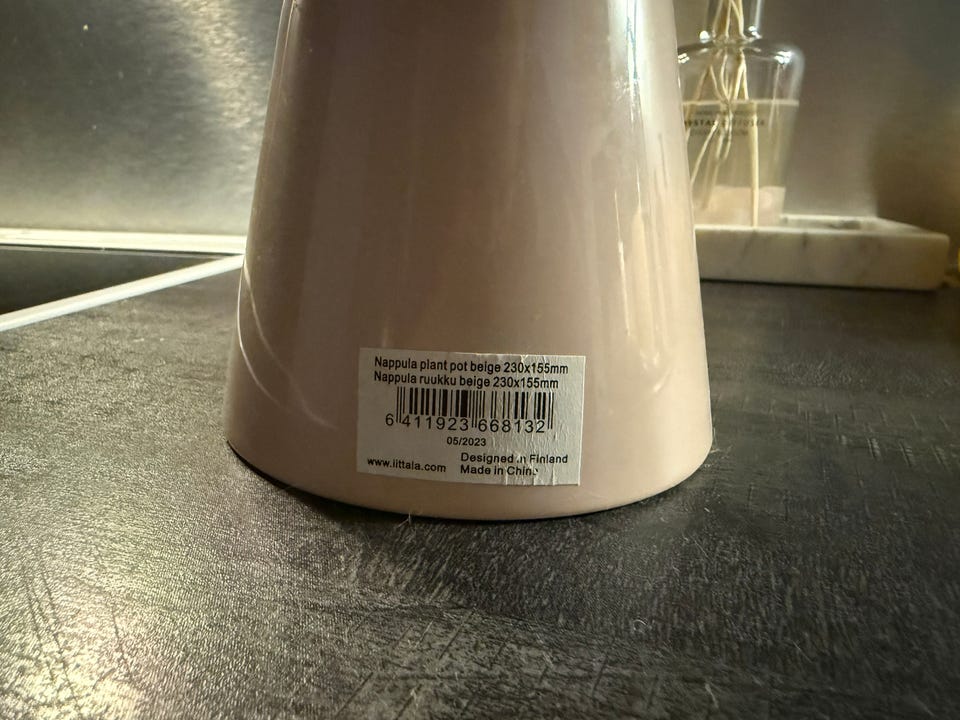 Nappula plant pot beige 230x155mm
Nappula ruukku beige 230x155mm
6 411923 668132
05/2023
www.iittala.com
Designed in Finland
Made in China